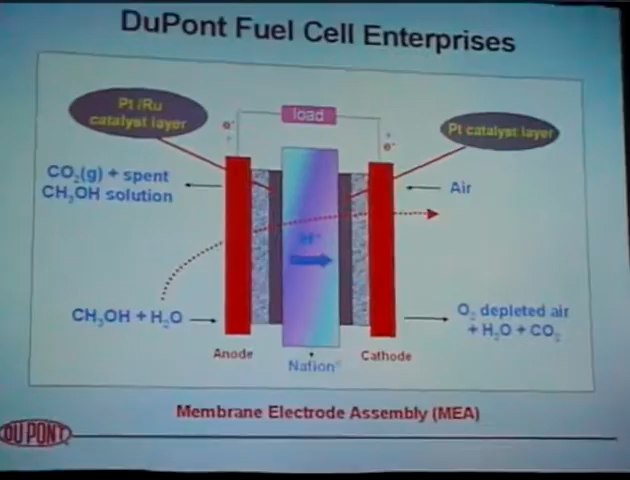 DuPont Fuel Cell Enterprises
Pt /Ru
catalyst layer
load
Pt catalyst layer
e⁻
e⁻
CO₂(g) + spent
CH₃OH solution
Air
H⁺
CH₃OH + H₂O
O₂ depleted air
+ H₂O + CO₂
Anode
Nafion®
Cathode
Membrane Electrode Assembly (MEA)
DUPONT